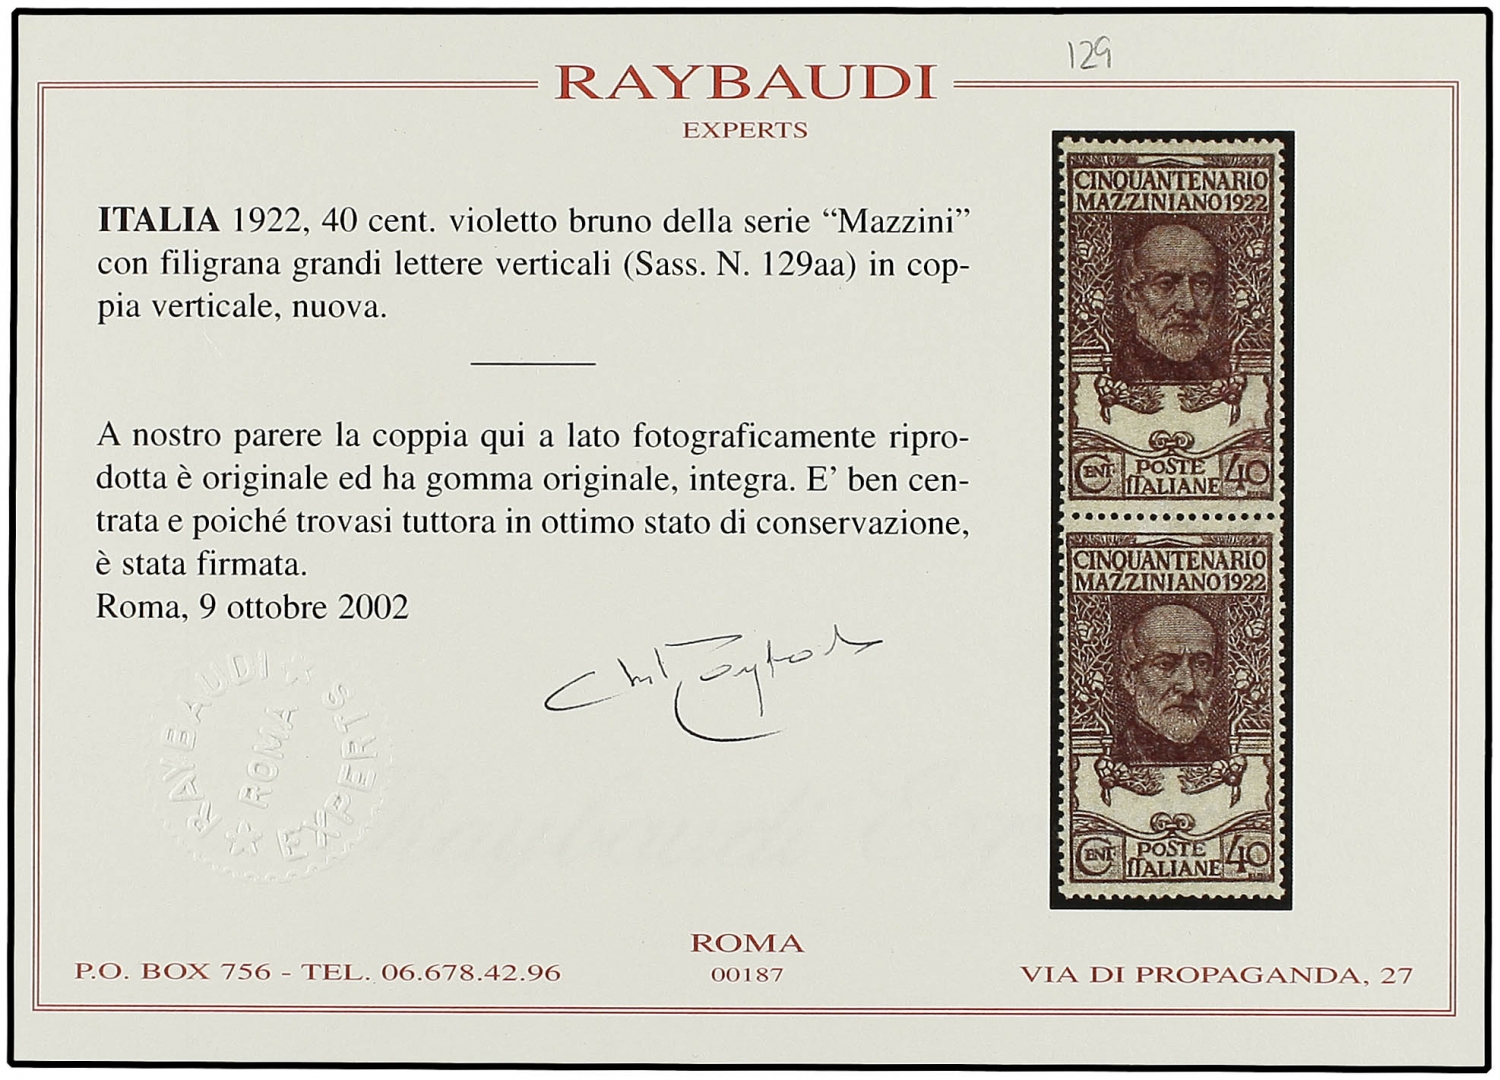 129
RAYBAUDI
EXPERTS
ITALIA 1922, 40 cent. violetto bruno della serie “Mazzini”
con filigrana grandi lettere verticali (Sass. N. 129aa) in cop-
pia verticale, nuova.
A nostro parere la coppia qui a lato fotograficamente ripro-
dotta è originale ed ha gomma originale, integra. E’ ben cen-
trata e poiché trovasi tuttora in ottimo stato di conservazione,
è stata firmata.
Roma, 9 ottobre 2002
RAYBAUDI
ROMA
EXPERTS
CINQUANTENARIO
MAZZINIANO 1922
CENT. POSTE 40
ITALIANE
CINQUANTENARIO
MAZZINIANO 1922
CENT. POSTE 40
ITALIANE
ROMA
P.O. BOX 756 - TEL. 06.678.42.96
00187
VIA DI PROPAGANDA, 27